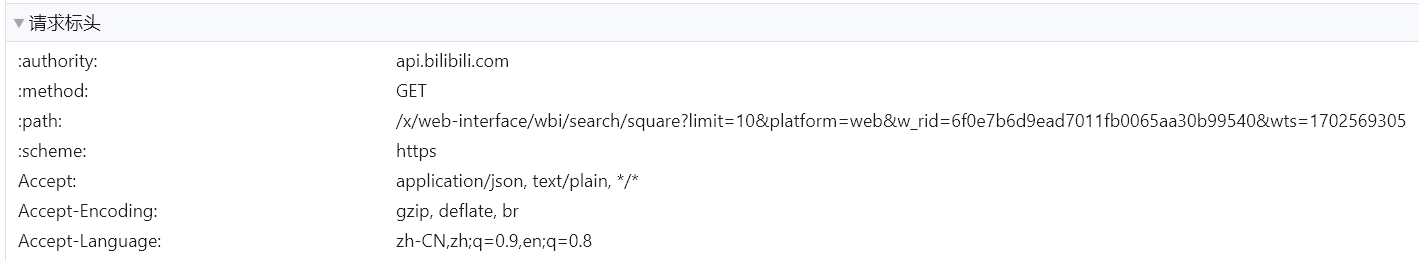 请求标头
:authority: api.bilibili.com
:method: GET
:path: /x/web-interface/wbi/search/square?limit=10&platform=web&w_rid=6f0e7b6d9ead7011fb0065aa30b99540&wts=1702569305
:scheme: https
Accept: application/json, text/plain, */*
Accept-Encoding: gzip, deflate, br
Accept-Language: zh-CN,zh;q=0.9,en;q=0.8